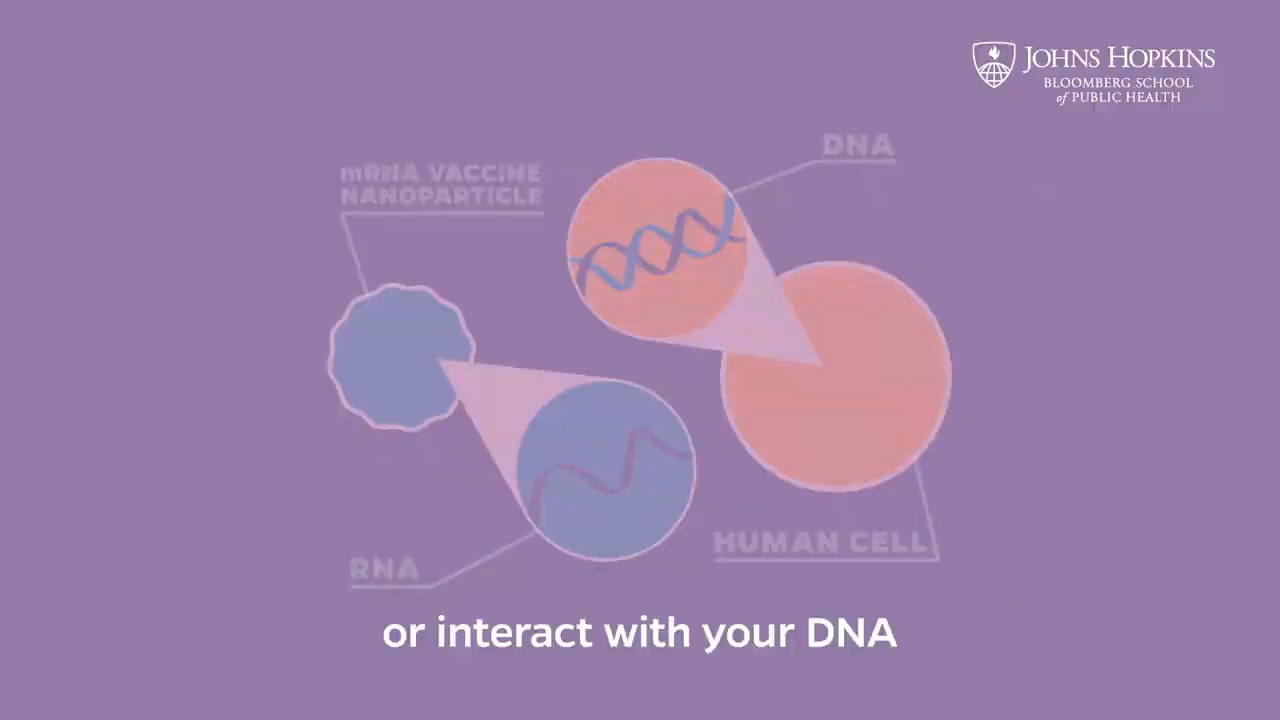 JOHNS HOPKINS
BLOOMBERG SCHOOL
of PUBLIC HEALTH
DNA
mRNA VACCINE
NANOPARTICLE
HUMAN CELL
RNA
or interact with your DNA